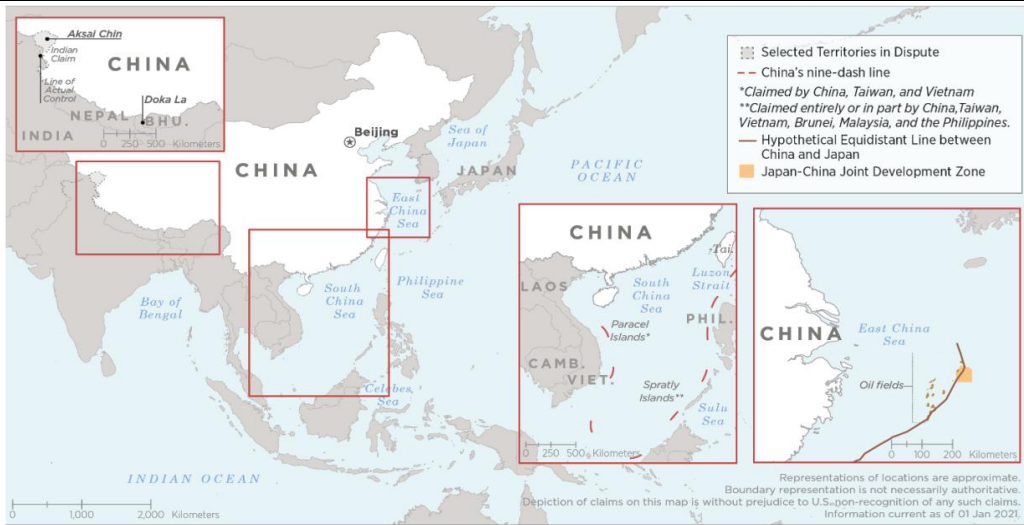 Aksai Chin
Indian
Claim
CHINA
Line of
Actual
Control
Doka La
NEPAL
BHU.
INDIA
0 250 500 Kilometers
Beijing
CHINA
Sea of
Japan
JAPAN
PACIFIC
OCEAN
East
China
Sea
South
China
Sea
Philippine
Sea
Bay of
Bengal
Celebes
Sea
INDIAN OCEAN
0 1,000 2,000 Kilometers
Selected Territories in Dispute
China's nine-dash line
*Claimed by China, Taiwan, and Vietnam
**Claimed entirely or in part by China,Taiwan,
Vietnam, Brunei, Malaysia, and the Philippines.
Hypothetical Equidistant Line between
China and Japan
Japan-China Joint Development Zone
CHINA
Tai.
LAOS
South
China
Sea
Luzon
Strait
PHIL.
Paracel
Islands*
CAMB.
VIET.
Spratly
Islands**
Sulu
Sea
0 250 500 Kilometers
CHINA
East China
Sea
Oil fields
0 100 200
Kilometers
Representations of locations are approximate.
Boundary representation is not necessarily authoritative.
Depiction of claims on this map is without prejudice to U.S. non-recognition of any such claims.
Information current as of 01 Jan 2021.